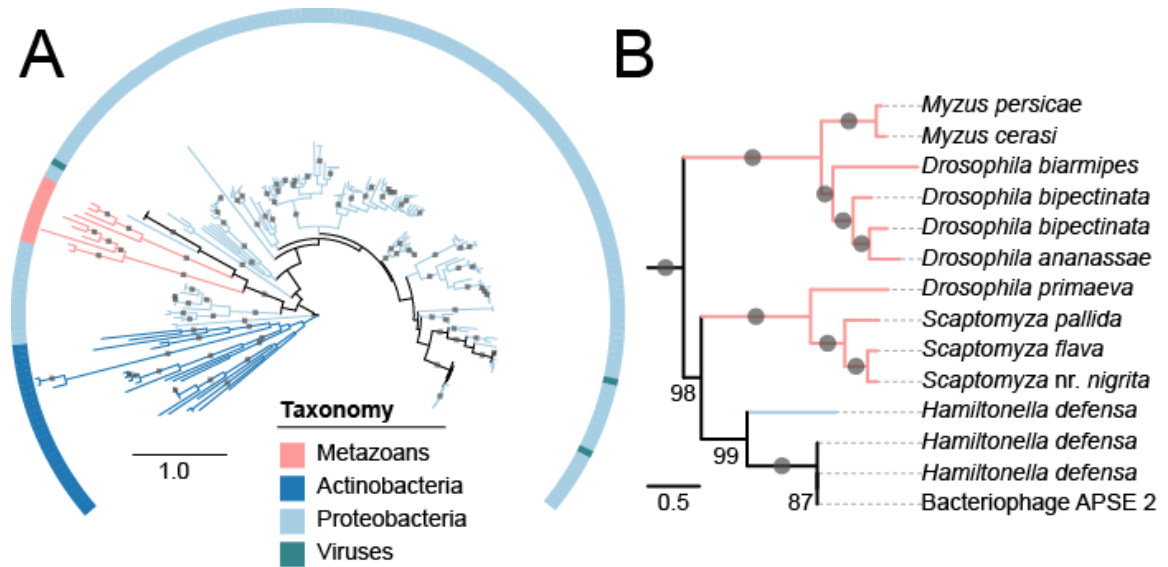 A
Taxonomy
Metazoans
Actinobacteria
Proteobacteria
Viruses
1.0
B
Myzus persicae
Myzus cerasi
Drosophila biarmipes
Drosophila bipectinata
Drosophila bipectinata
Drosophila ananassae
Drosophila primaeva
Scaptomyza pallida
Scaptomyza flava
Scaptomyza nr. nigrita
Hamiltonella defensa
Hamiltonella defensa
Hamiltonella defensa
Bacteriophage APSE 2
98
99
87
0.5